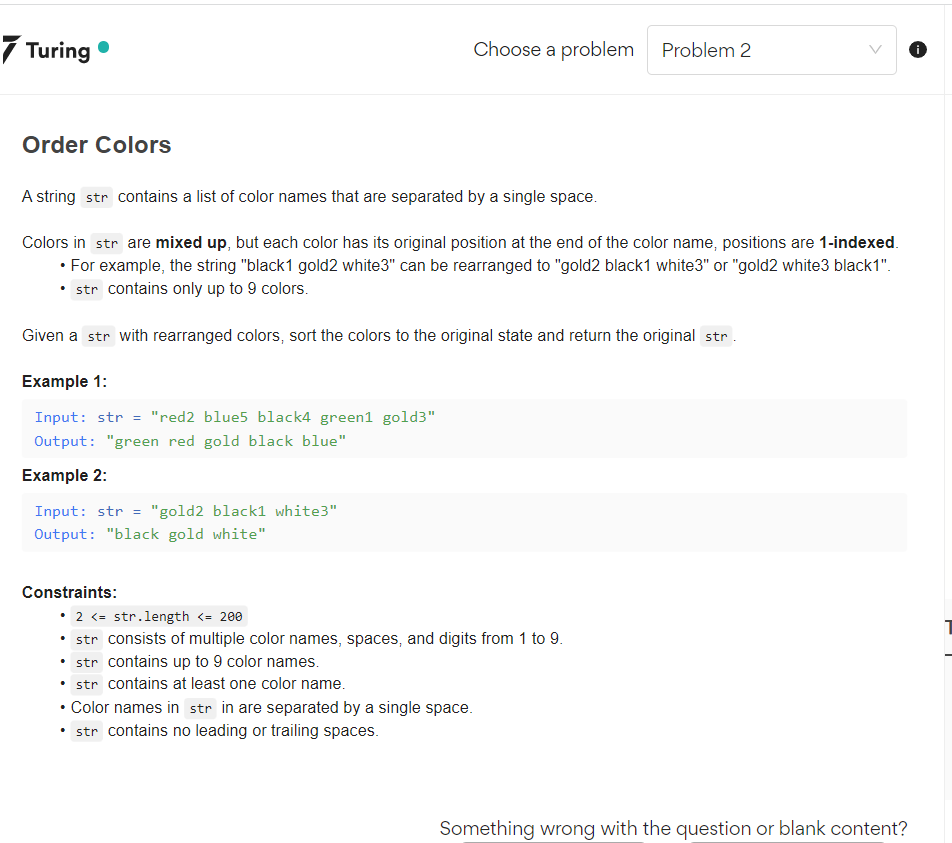 Turing
Choose a problem
Problem 2
Order Colors
A string str contains a list of color names that are separated by a single space.
Colors in str are mixed up, but each color has its original position at the end of the color name, positions are 1-indexed.
• For example, the string "black1 gold2 white3" can be rearranged to "gold2 black1 white3" or "gold2 white3 black1".
• str contains only up to 9 colors.
Given a str with rearranged colors, sort the colors to the original state and return the original str.
Example 1:
Input: str = "red2 blue5 black4 green1 gold3"
Output: "green red gold black blue"
Example 2:
Input: str = "gold2 black1 white3"
Output: "black gold white"
Constraints:
• 2 <= str.length <= 200
• str consists of multiple color names, spaces, and digits from 1 to 9.
• str contains up to 9 color names.
• str contains at least one color name.
• Color names in str in are separated by a single space.
• str contains no leading or trailing spaces.
Something wrong with the question or blank content?